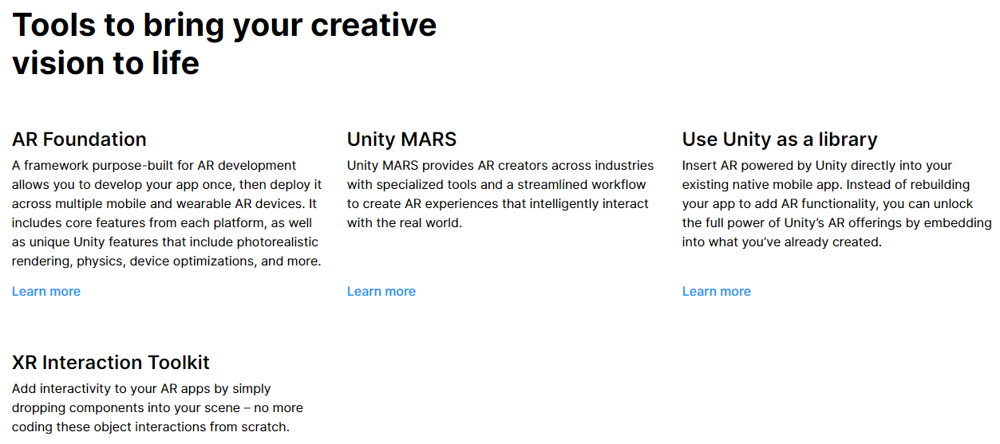 Tools to bring your creative
vision to life
AR Foundation
A framework purpose-built for AR development
allows you to develop your app once, then deploy it
across multiple mobile and wearable AR devices. It
includes core features from each platform, as well
as unique Unity features that include photorealistic
rendering, physics, device optimizations, and more.
Learn more
Unity MARS
Unity MARS provides AR creators across industries
with specialized tools and a streamlined workflow
to create AR experiences that intelligently interact
with the real world.
Learn more
Use Unity as a library
Insert AR powered by Unity directly into your
existing native mobile app. Instead of rebuilding
your app to add AR functionality, you can unlock
the full power of Unity’s AR offerings by embedding
into what you’ve already created.
Learn more
XR Interaction Toolkit
Add interactivity to your AR apps by simply
dropping components into your scene – no more
coding these object interactions from scratch.